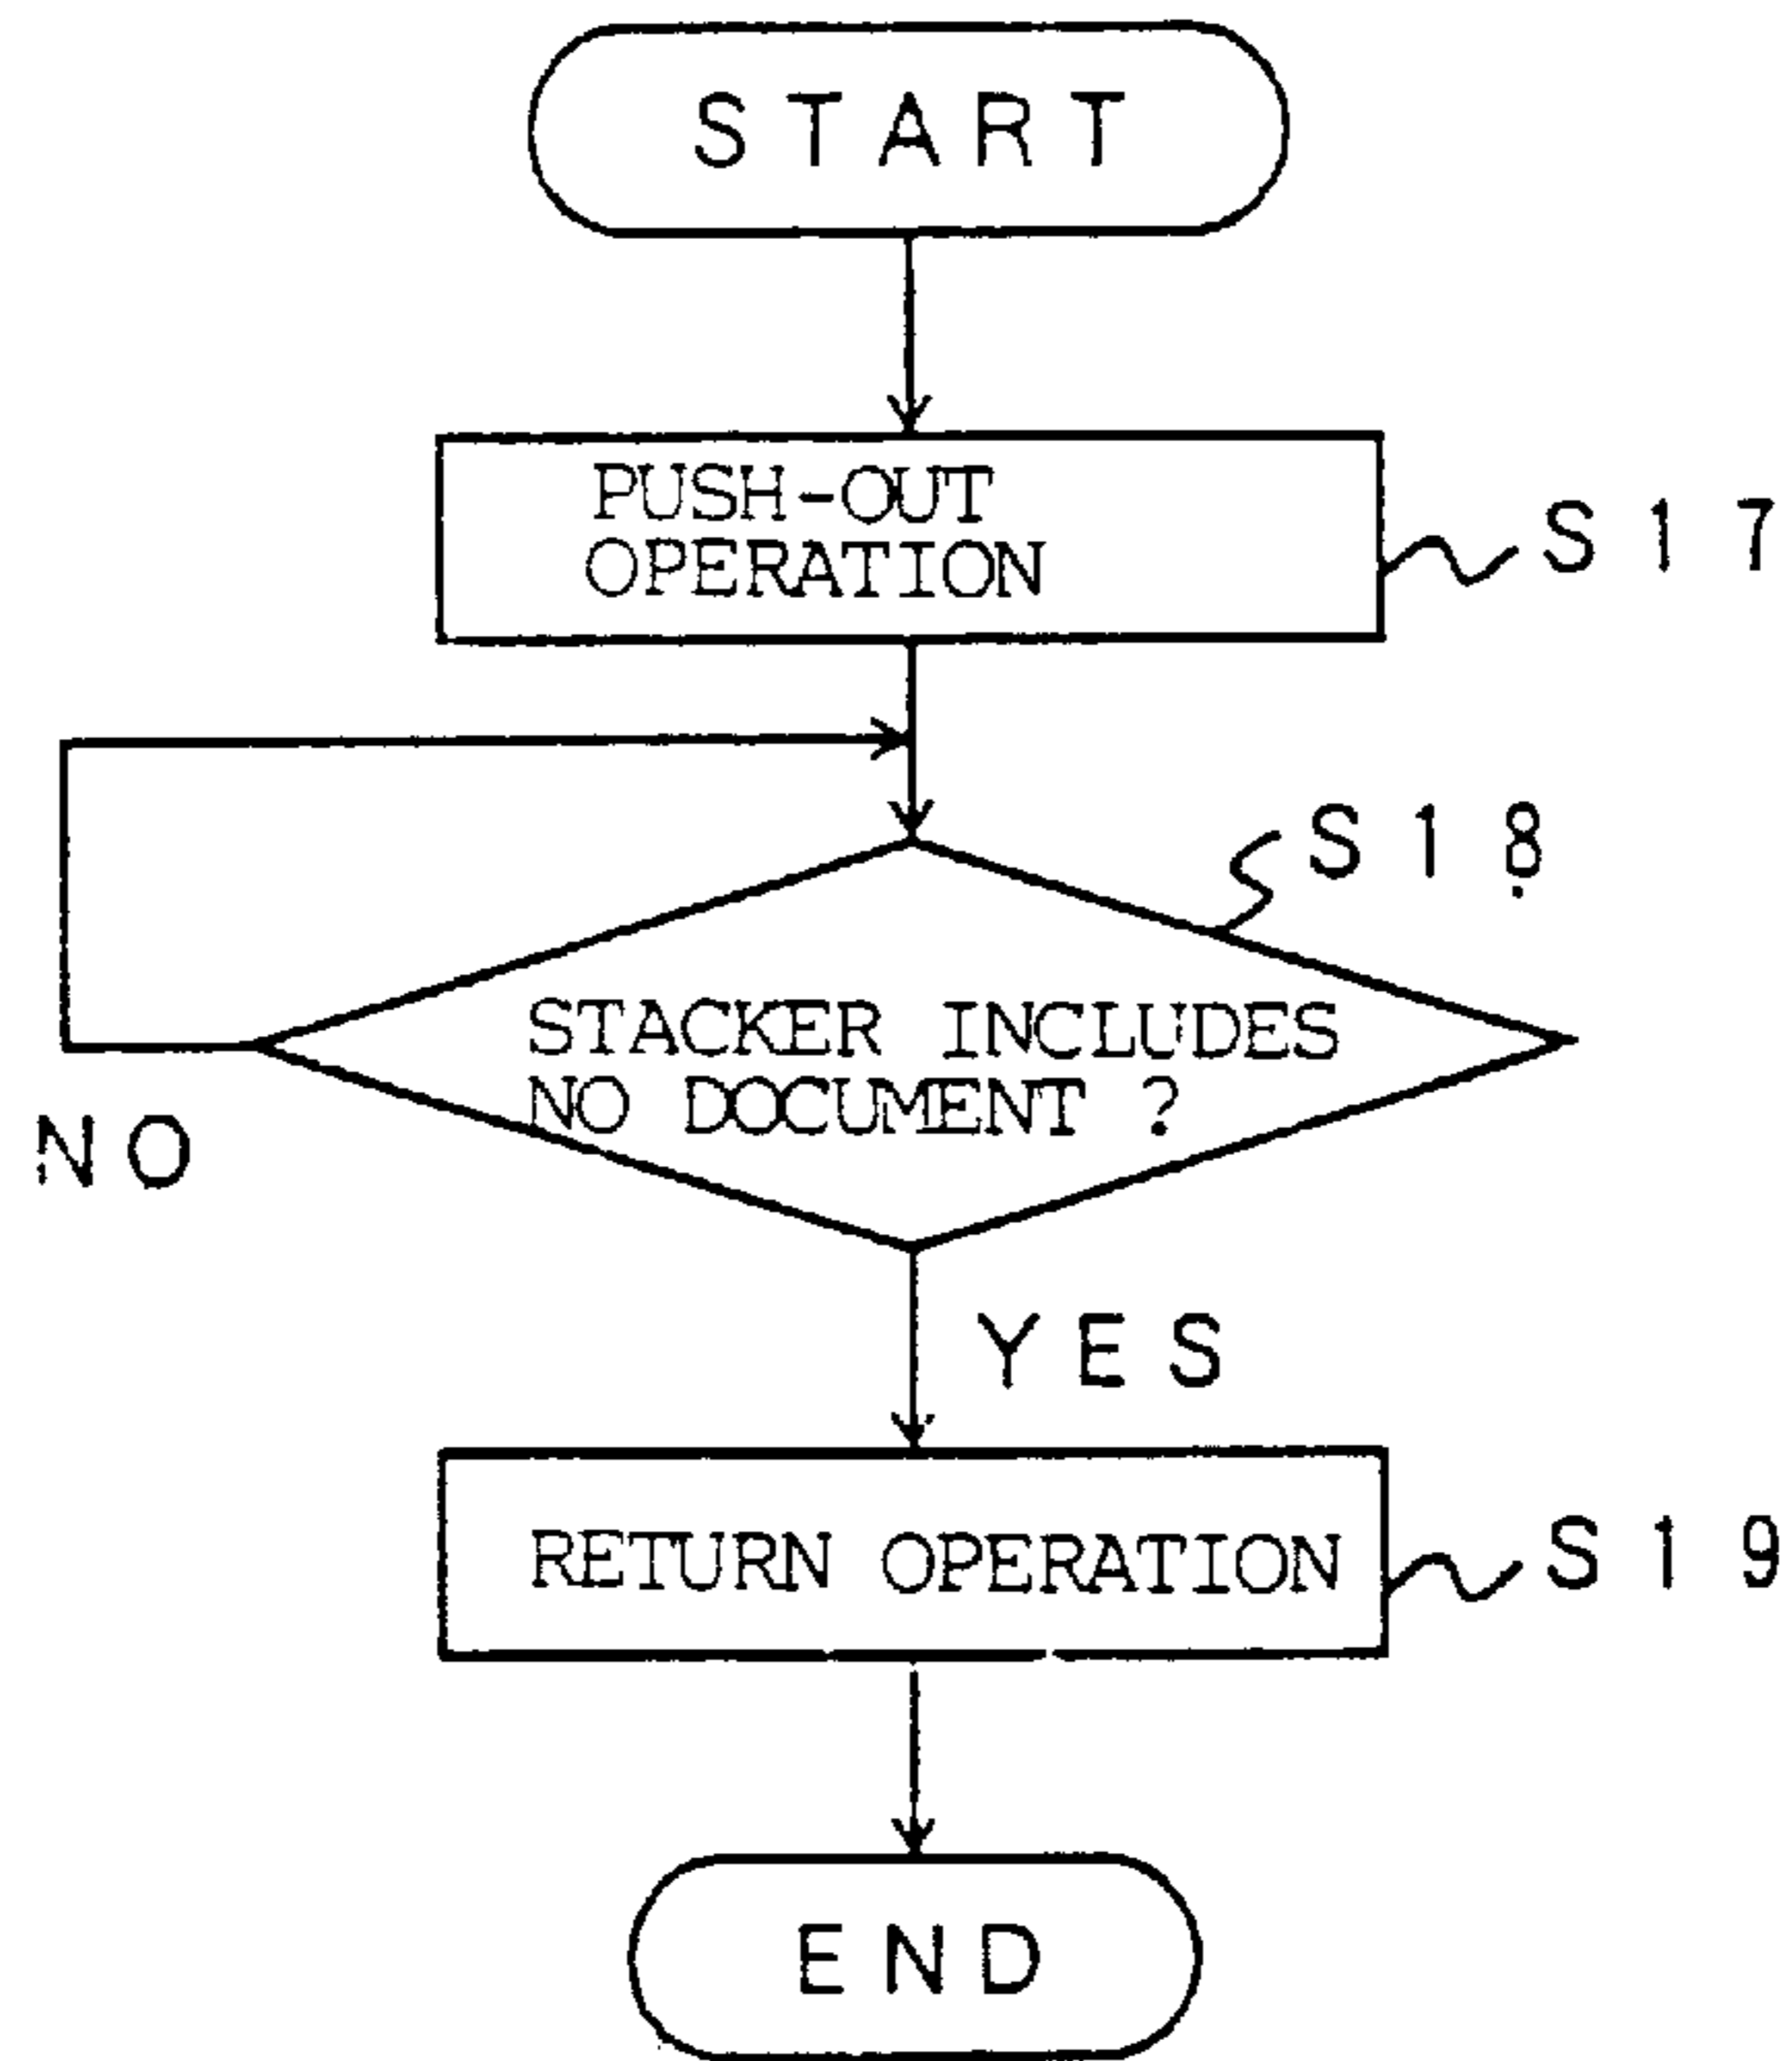 START
PUSH-OUT
OPERATION
S17
S18
STACKER INCLUDES
NO DOCUMENT ?
NO
YES
RETURN OPERATION
S19
END